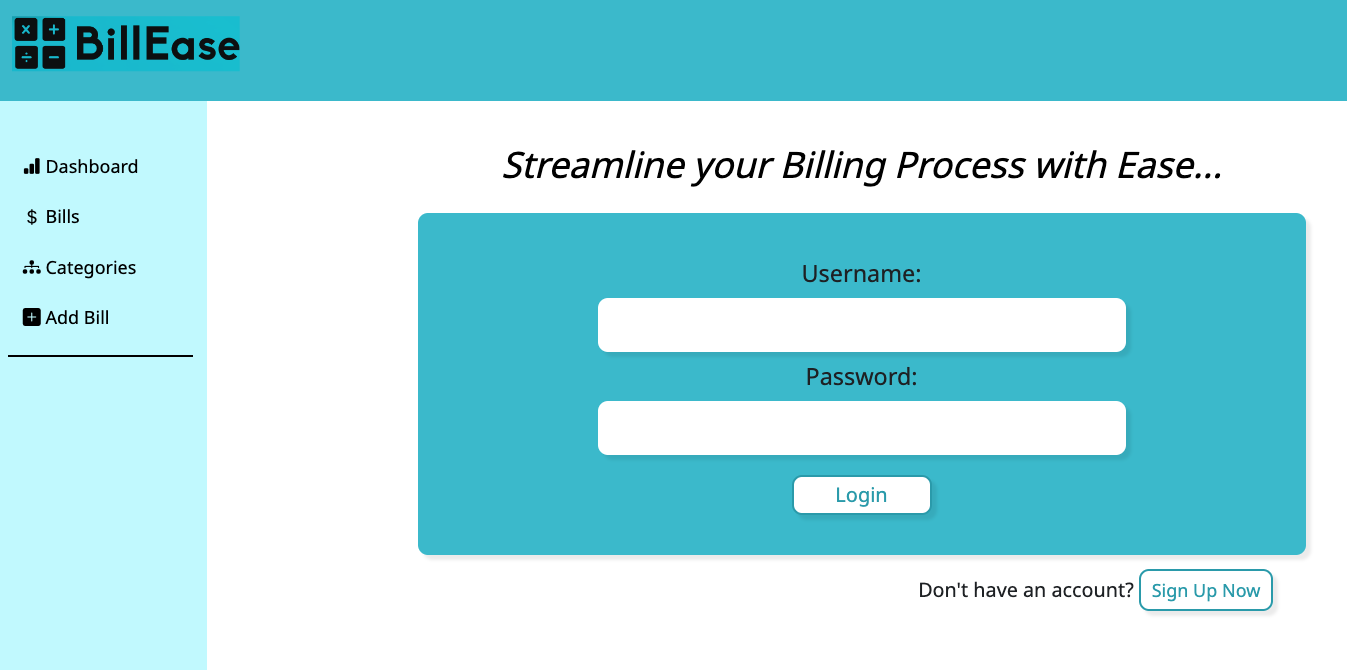 BillEase
Dashboard
$ Bills
Categories
Add Bill
Streamline your Billing Process with Ease...
Username:
Password:
Login
Don't have an account? Sign Up Now